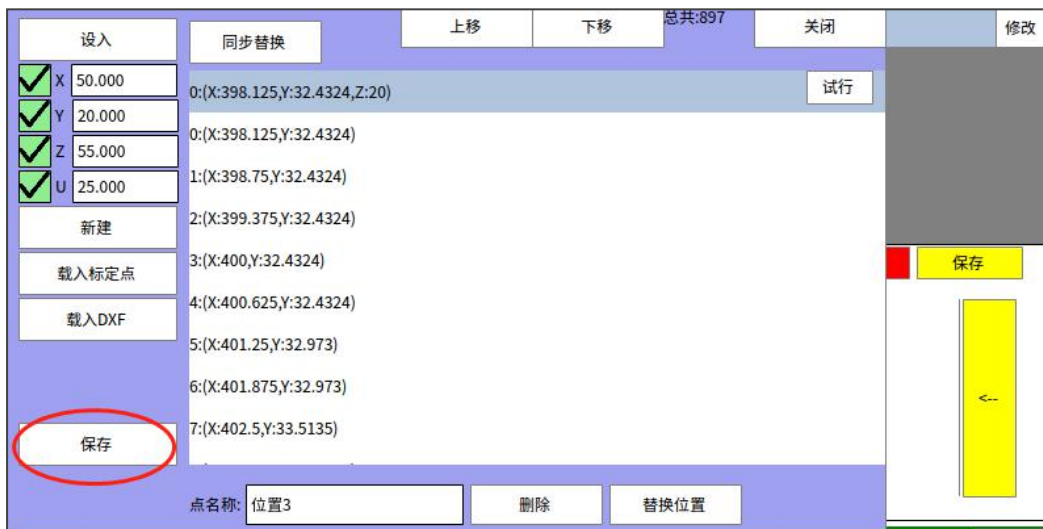 设入
同步替换
上移
下移
总共:897
关闭
修改
X 50.000
Y 20.000
Z 55.000
U 25.000
新建
载入标定点
载入DXF
保存
0:(X:398.125,Y:32.4324,Z:20)
试行
0:(X:398.125,Y:32.4324)
1:(X:398.75,Y:32.4324)
2:(X:399.375,Y:32.4324)
3:(X:400,Y:32.4324)
4:(X:400.625,Y:32.4324)
5:(X:401.25,Y:32.973)
6:(X:401.875,Y:32.973)
7:(X:402.5,Y:33.5135)
点名称: 位置3
删除
替换位置
保存
<--